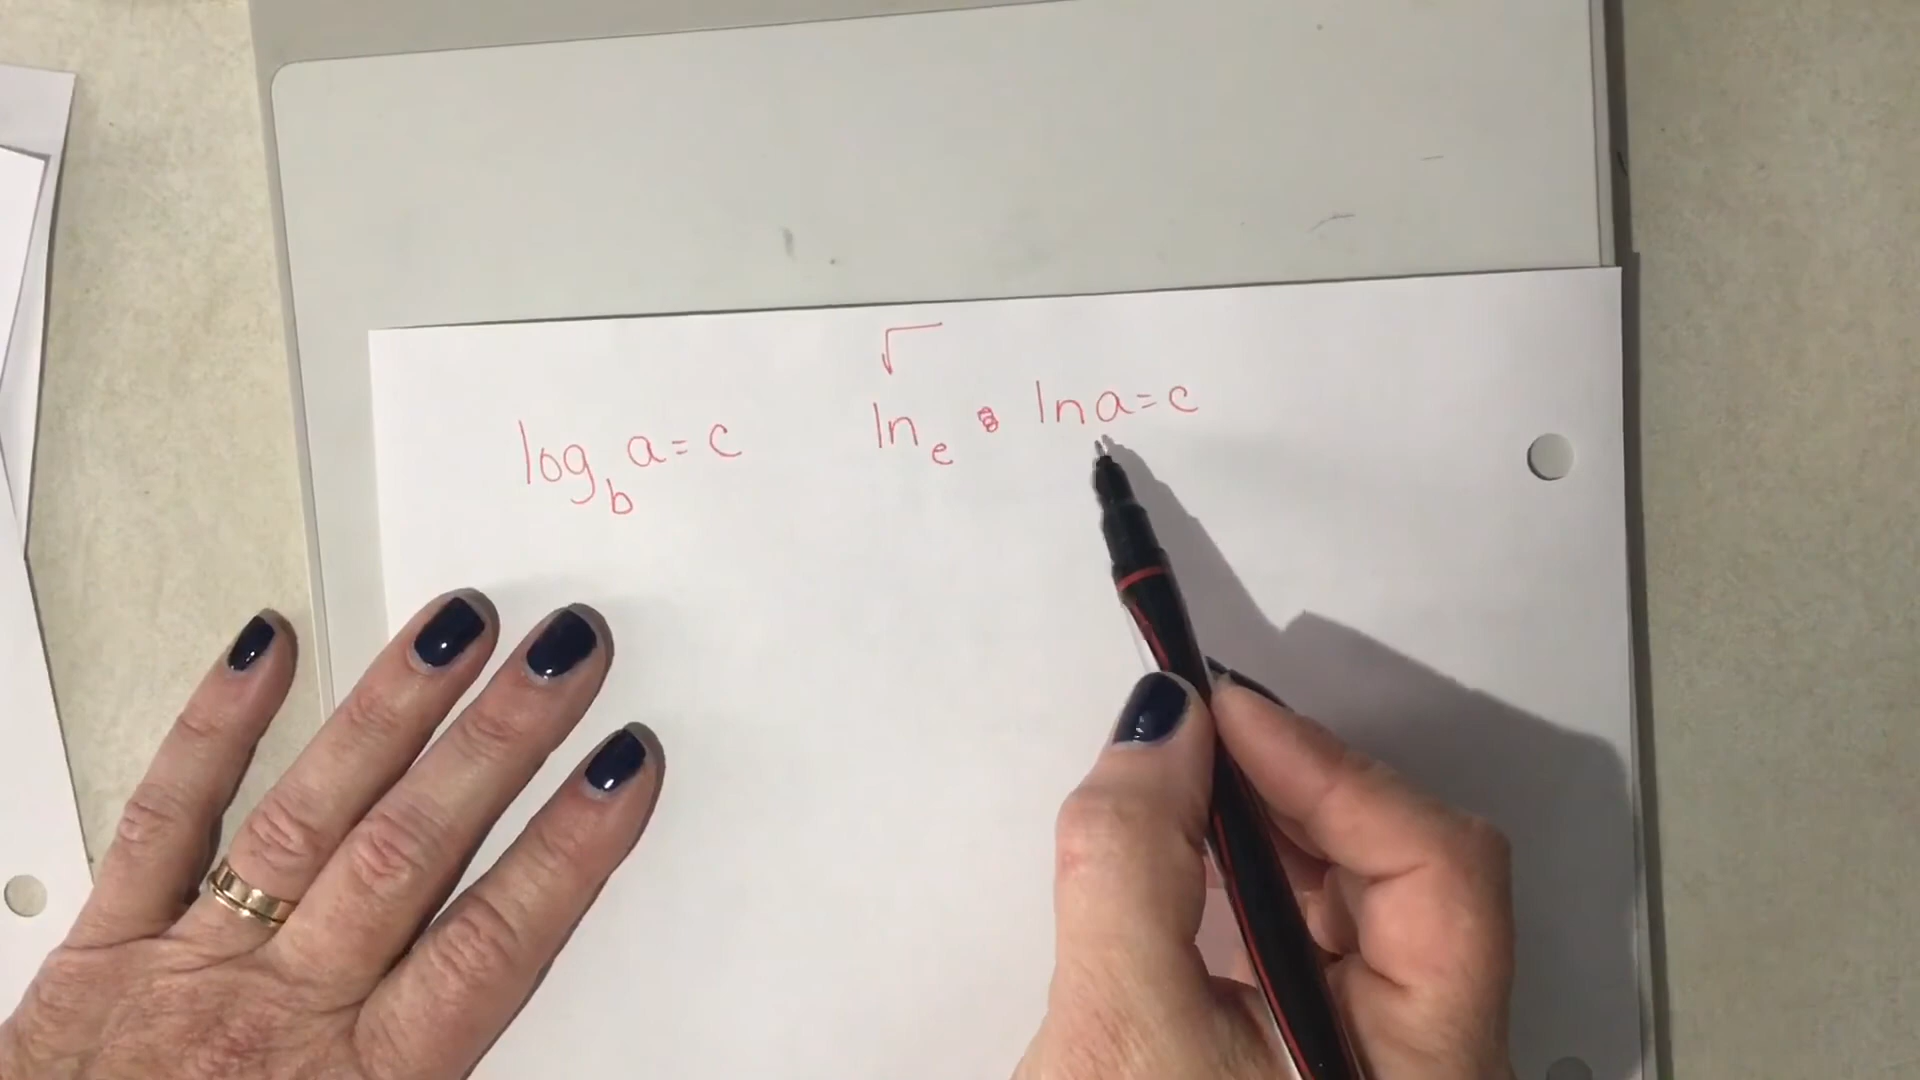 √
log_b a = c
ln_e
ln a = c